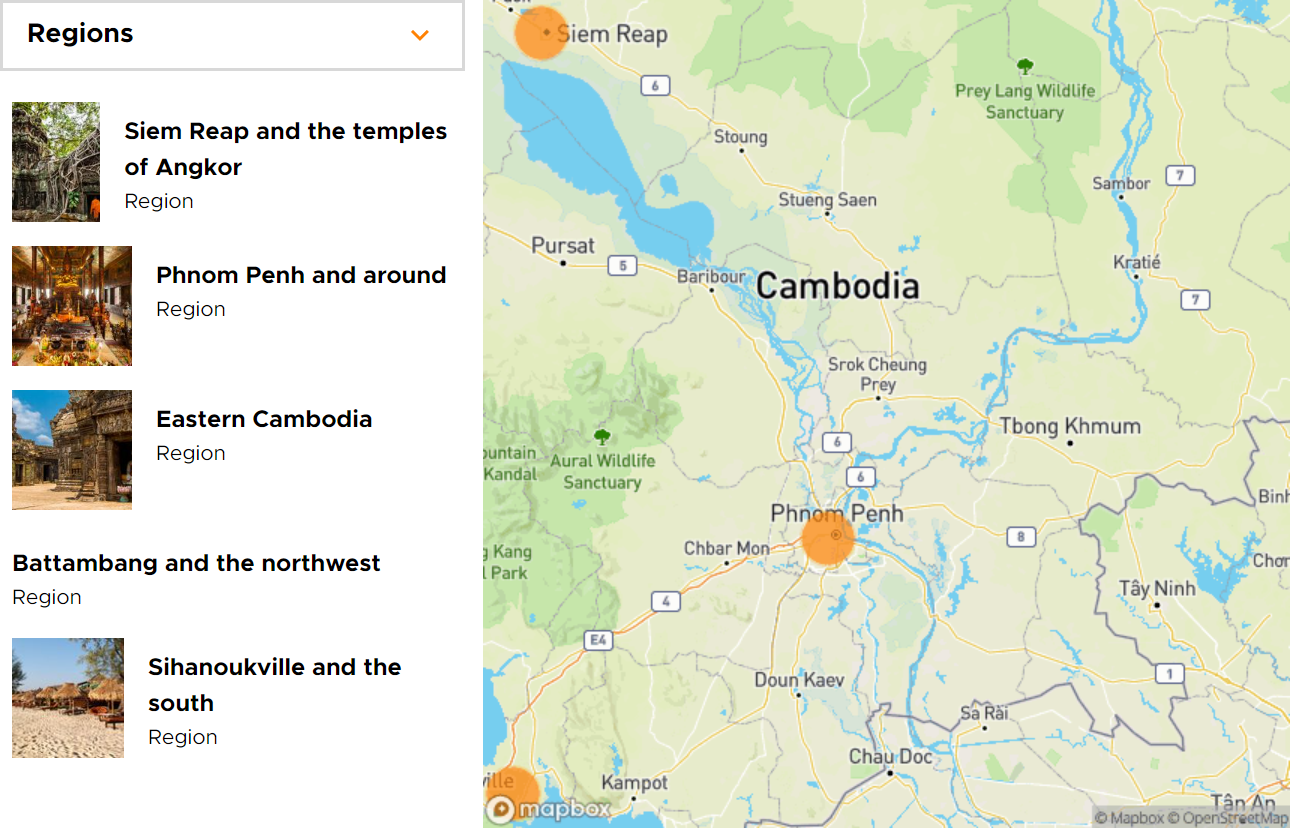 Regions
Siem Reap and the temples
of Angkor
Region
Phnom Penh and around
Region
Eastern Cambodia
Region
Battambang and the northwest
Region
Sihanoukville and the
south
Region
Siem Reap
6
Prey Lang Wildlife
Sanctuary
Stoung
7
Sambor
Stueng Saen
Pursat
5
Baribour
Cambodia
Kratié
7
Srok Cheung
Prey
Tbong Khmum
6
Aural Wildlife
Sanctuary
Kandal
6
Phnom Penh
8
Chbar Mon
Kang
Park
Tây Ninh
4
E4
1
Doun Kaev
Sa Rài
Chau Doc
Kampot
ville
mapbox
Tân An
© Mapbox © OpenStreetMap